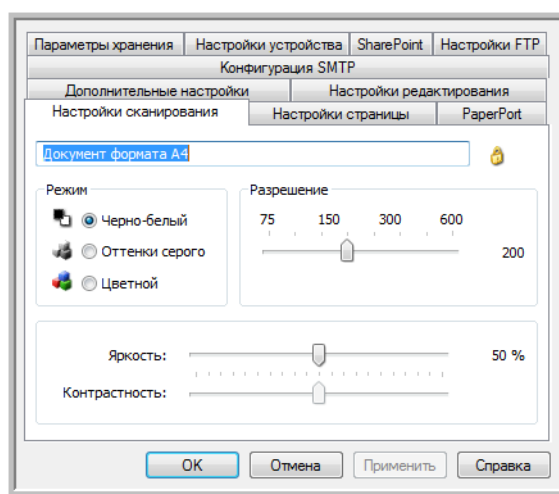 Параметры хранения Настройки устройства SharePoint Настройки FTP
Конфигурация SMTP
Дополнительные настройки Настройки редактирования
Настройки сканирования Настройки страницы PaperPort
Документ формата A4
Режим Разрешение
Черно-белый 75 150 300 600
Оттенки серого 200
Цветной
Яркость: 50 %
Контрастность:
OK Отмена Применить Справка